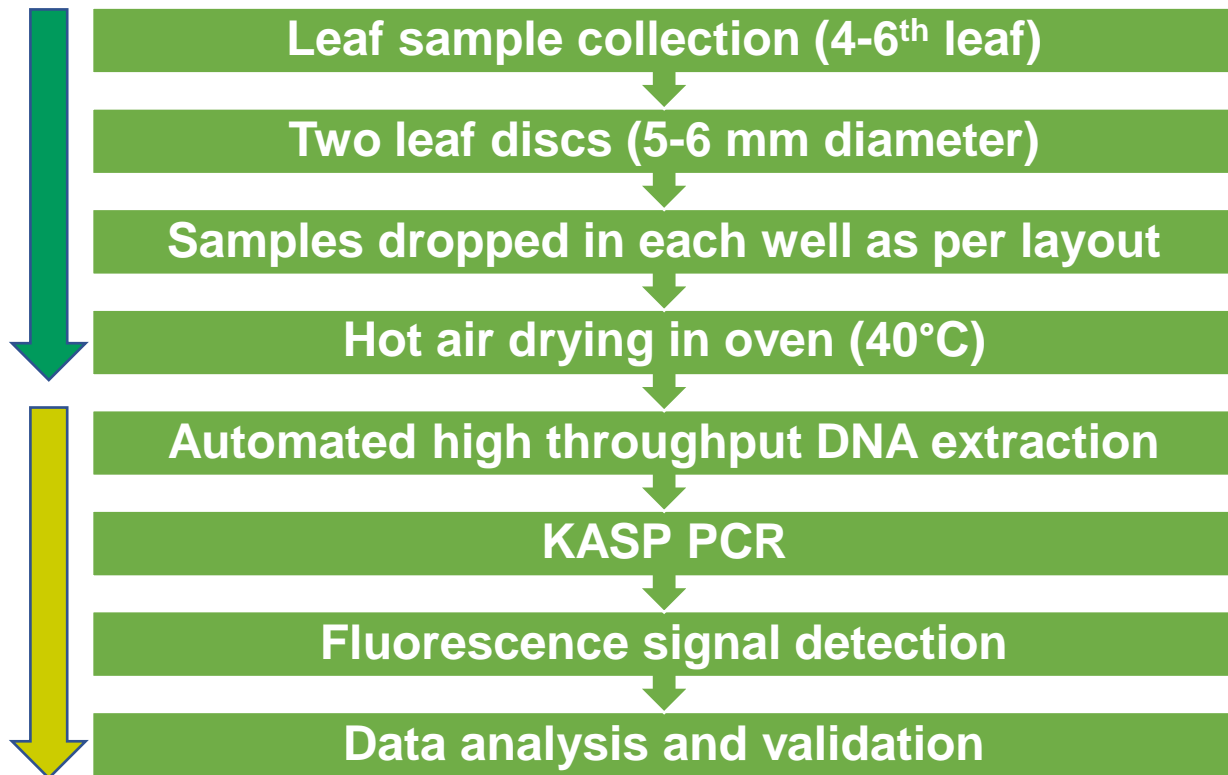 Leaf sample collection (4-6th leaf)
Two leaf discs (5-6 mm diameter)
Samples dropped in each well as per layout
Hot air drying in oven (40°C)
Automated high throughput DNA extraction
KASP PCR
Fluorescence signal detection
Data analysis and validation